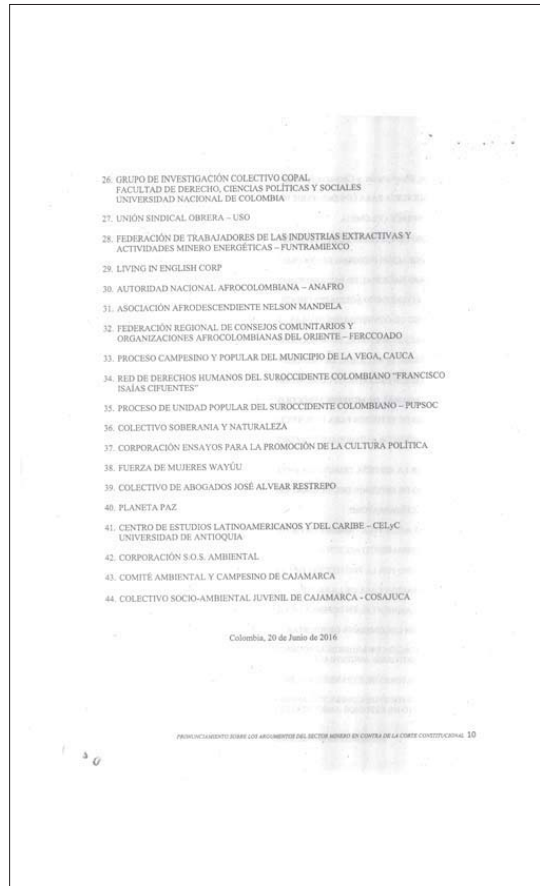 26. GRUPO DE INVESTIGACIÓN COLECTIVO COPAL
FACULTAD DE DERECHO, CIENCIAS POLÍTICAS Y SOCIALES
UNIVERSIDAD NACIONAL DE COLOMBIA
27. UNIÓN SINDICAL OBRERA – USO
28. FEDERACIÓN DE TRABAJADORES DE LAS INDUSTRIAS EXTRACTIVAS Y
ACTIVIDADES MINERO ENERGÉTICAS – FUNTRAMIEXCO
29. LIVING IN ENGLISH CORP
30. AUTORIDAD NACIONAL AFROCOLOMBIANA – ANAFRO
31. ASOCIACIÓN AFRODESCENDIENTE NELSON MANDELA
32. FEDERACIÓN REGIONAL DE CONSEJOS COMUNITARIOS Y
ORGANIZACIONES AFROCOLOMBIANAS DEL ORIENTE – FERCCOADO
33. PROCESO CAMPESINO Y POPULAR DEL MUNICIPIO DE LA VEGA, CAUCA
34. RED DE DERECHOS HUMANOS DEL SUROCCIDENTE COLOMBIANO "FRANCISCO
ISAÍAS CIFUENTES"
35. PROCESO DE UNIDAD POPULAR DEL SUROCCIDENTE COLOMBIANO – PUPSOC
36. COLECTIVO SOBERANIA Y NATURALEZA
37. CORPORACIÓN ENSAYOS PARA LA PROMOCIÓN DE LA CULTURA POLÍTICA
38. FUERZA DE MUJERES WAYÚU
39. COLECTIVO DE ABOGADOS JOSÉ ALVEAR RESTREPO
40. PLANETA PAZ
41. CENTRO DE ESTUDIOS LATINOAMERICANOS Y DEL CARIBE – CELyC
UNIVERSIDAD DE ANTIOQUIA
42. CORPORACIÓN S.O.S. AMBIENTAL
43. COMITÉ AMBIENTAL Y CAMPESINO DE CAJAMARCA
44. COLECTIVO SOCIO-AMBIENTAL JUVENIL DE CAJAMARCA - COSAJUCA
Colombia, 20 de Junio de 2016
PRONUNCIAMIENTO SOBRE LOS ARGUMENTOS DEL SECTOR MINERO EN CONTRA DE LA CORTE CONSTITUCIONAL 10